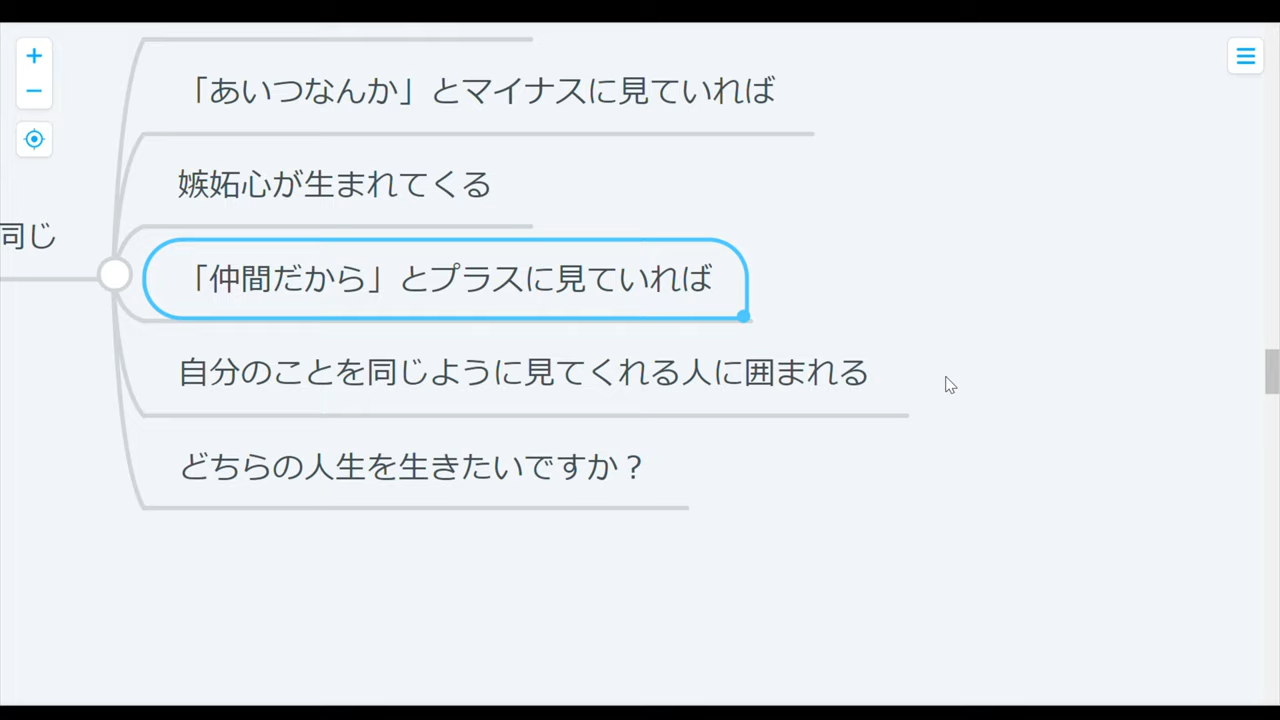 「あいつなんか」とマイナスに見ていれば
嫉妬心が生まれてくる
同じ
「仲間だから」とプラスに見ていれば
自分のことを同じように見てくれる人に囲まれる
どちらの人生を生きたいですか？